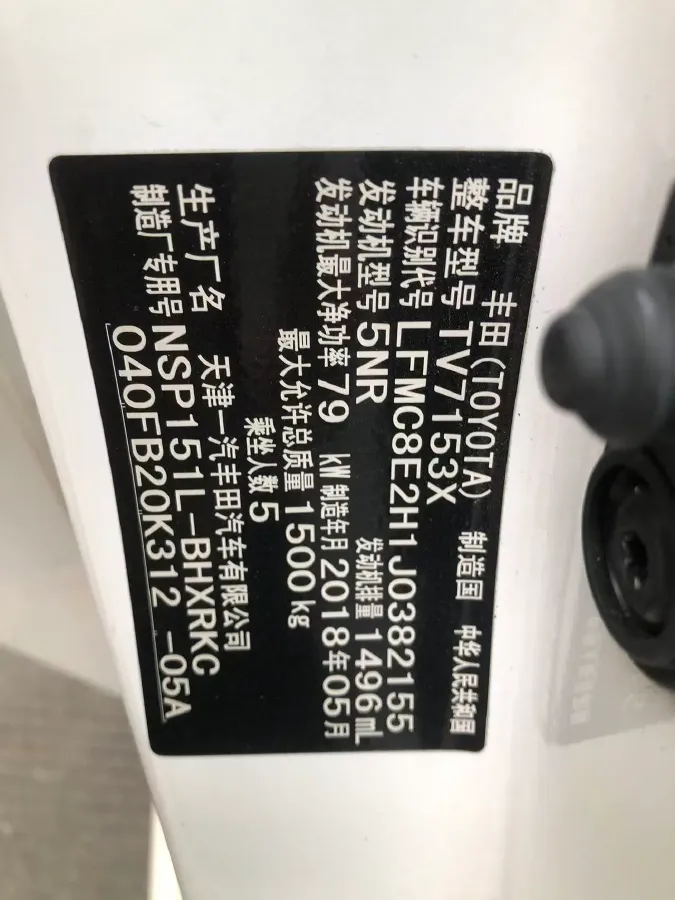 品牌 丰田(TOYOTA) 制造国 中华人民共和国
整车型号 TV7153X
车辆识别代号 LFMC8E2H1J0382155
发动机型号 5NR 发动机排量 1496mL
发动机最大净功率 79 kW 制造年月 2018年05月
最大允许总质量 1500kg
乘坐人数 5
生产厂名 天津一汽丰田汽车有限公司
制造厂专用号 NSP151L-BHXRKC
040FB20K312 -05A